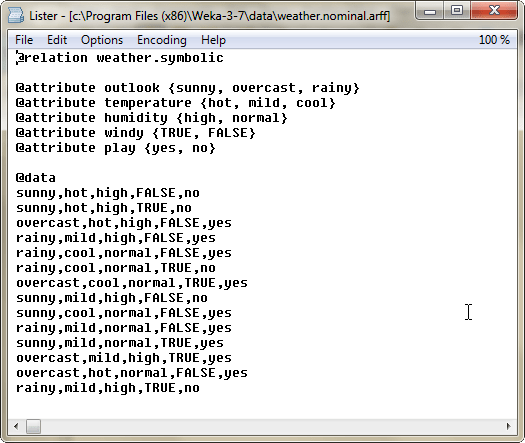 Lister - [c:\Program Files (x86)\Weka-3-7\data\weather.nominal.arff]
File Edit Options Encoding Help 100 %
@relation weather.symbolic
@attribute outlook {sunny, overcast, rainy}
@attribute temperature {hot, mild, cool}
@attribute humidity {high, normal}
@attribute windy {TRUE, FALSE}
@attribute play {yes, no}
@data
sunny,hot,high,FALSE,no
sunny,hot,high,TRUE,no
overcast,hot,high,FALSE,yes
rainy,mild,high,FALSE,yes
rainy,cool,normal,FALSE,yes
rainy,cool,normal,TRUE,no
overcast,cool,normal,TRUE,yes
sunny,mild,high,FALSE,no
sunny,cool,normal,FALSE,yes
rainy,mild,normal,FALSE,yes
sunny,mild,normal,TRUE,yes
overcast,mild,high,TRUE,yes
overcast,hot,normal,FALSE,yes
rainy,mild,high,TRUE,no